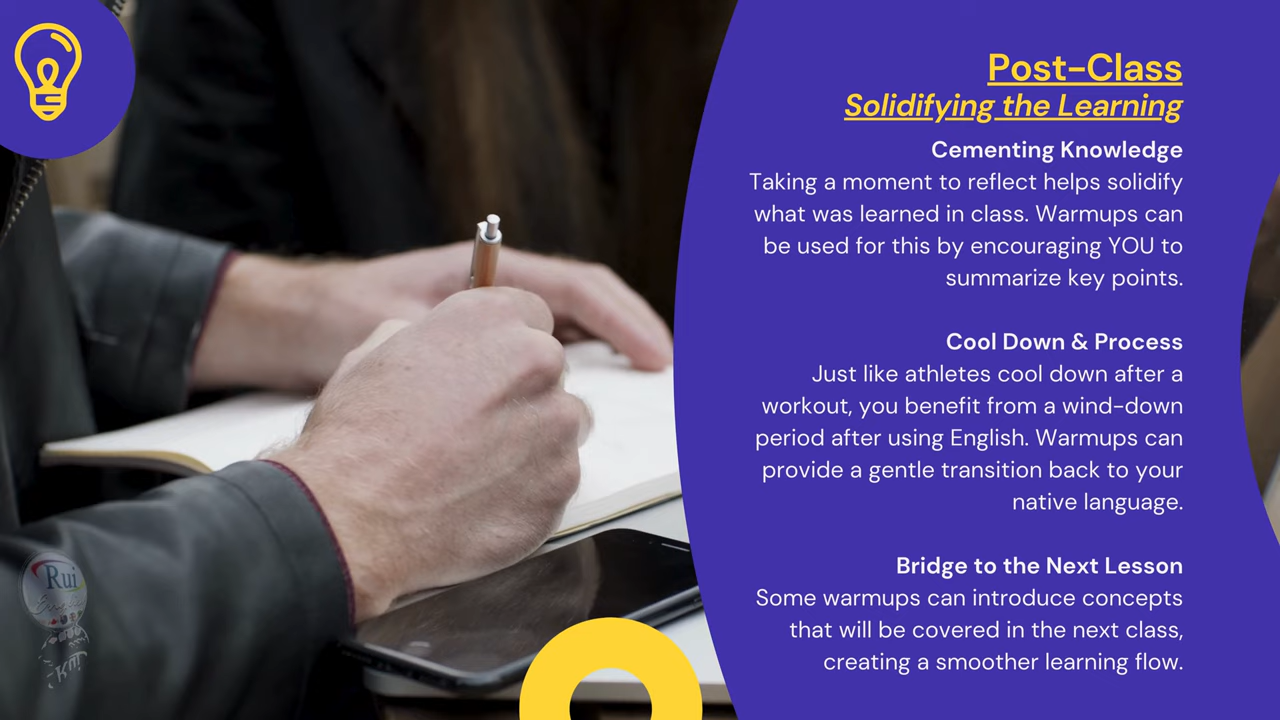 Post-Class
Solidifying the Learning
Cementing Knowledge
Taking a moment to reflect helps solidify
what was learned in class. Warmups can
be used for this by encouraging YOU to
summarize key points.
Cool Down & Process
Just like athletes cool down after a
workout, you benefit from a wind-down
period after using English. Warmups can
provide a gentle transition back to your
native language.
Bridge to the Next Lesson
Some warmups can introduce concepts
that will be covered in the next class,
creating a smoother learning flow.
Rui